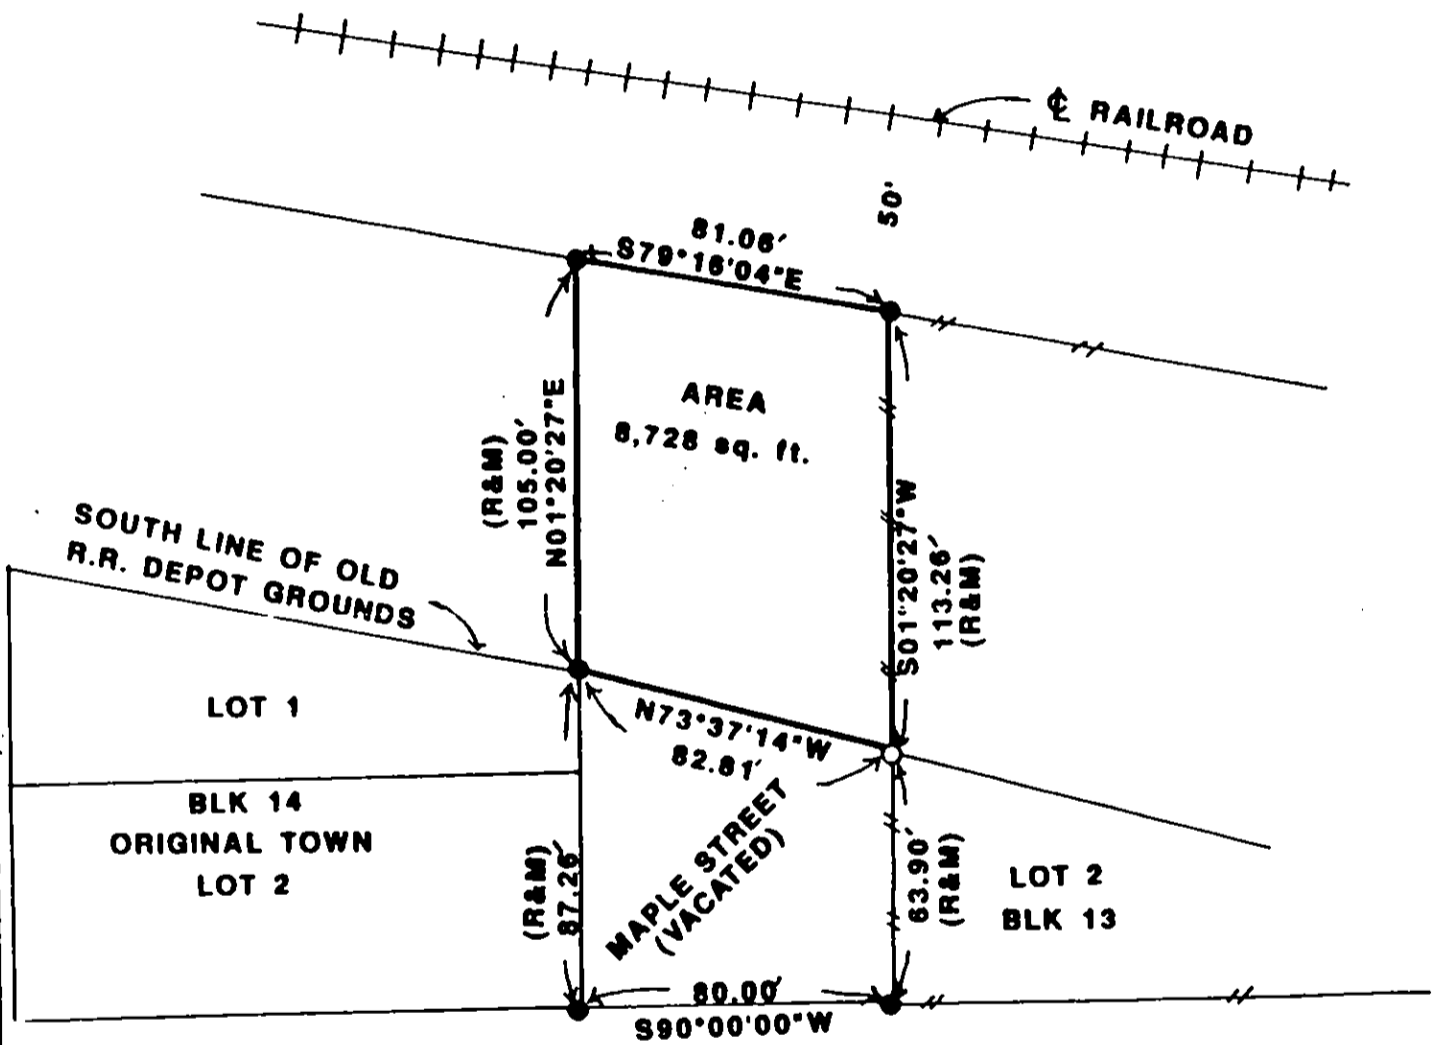 ℄ RAILROAD
50'
81.06'
S79°16'04"E
AREA
8,728 sq. ft.
(R&M)
105.00'
N01°20'27"E
S01°20'27"W
113.26'
(R&M)
SOUTH LINE OF OLD
R.R. DEPOT GROUNDS
LOT 1
N73°37'14"W
82.81'
BLK 14
ORIGINAL TOWN
LOT 2
(R&M)
87.26'
MAPLE STREET
(VACATED)
63.90'
(R&M)
LOT 2
BLK 13
80.00'
S90°00'00"W